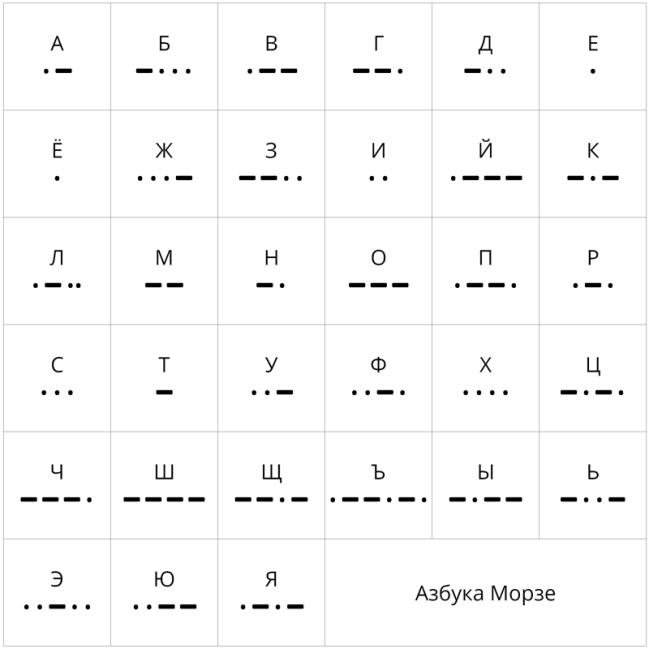 А Б В Г Д Е
·– –··· ·–– ––· –·· ·
Ё Ж З И Й К
· ···– ––·· ·· ·––– –·–
Л М Н О П Р
·–·· –– –· ––– ·––· ·–·
С Т У Ф Х Ц
··· – ··– ··–· ···· –·–·
Ч Ш Щ Ъ Ы Ь
–––· –––– ––·– ·––·–· –·–– –··–
Э Ю Я Азбука Морзе
··–·· ··–– ·–·–